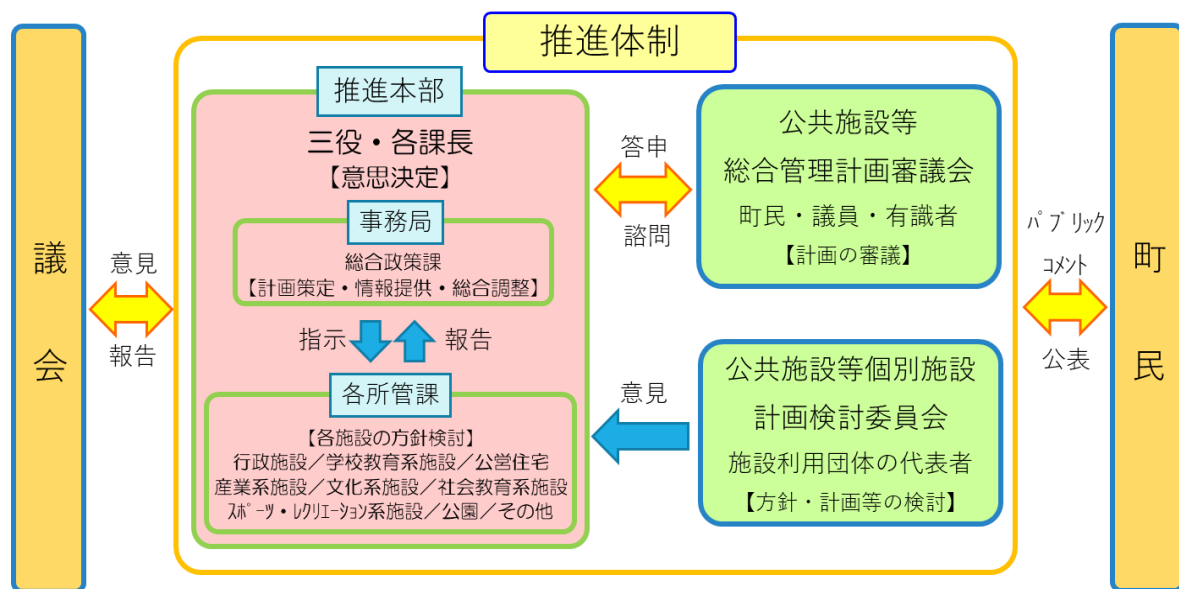 推進体制
議会
意見
報告
推進本部
三役・各課長
【意思決定】
事務局
総合政策課
【計画策定・情報提供・総合調整】
指示
報告
各所管課
【各施設の方針検討】
行政施設／学校教育系施設／公営住宅
産業系施設／文化系施設／社会教育系施設
ｽﾎﾟｰﾂ・ﾚｸﾘｴｰｼｮﾝ系施設／公園／その他
答申
諮問
意見
公共施設等
総合管理計画審議会
町民・議員・有識者
【計画の審議】
公共施設等個別施設
計画検討委員会
施設利用団体の代表者
【方針・計画等の検討】
ﾊﾟﾌﾞﾘｯｸ
ｺﾒﾝﾄ
公表
町民